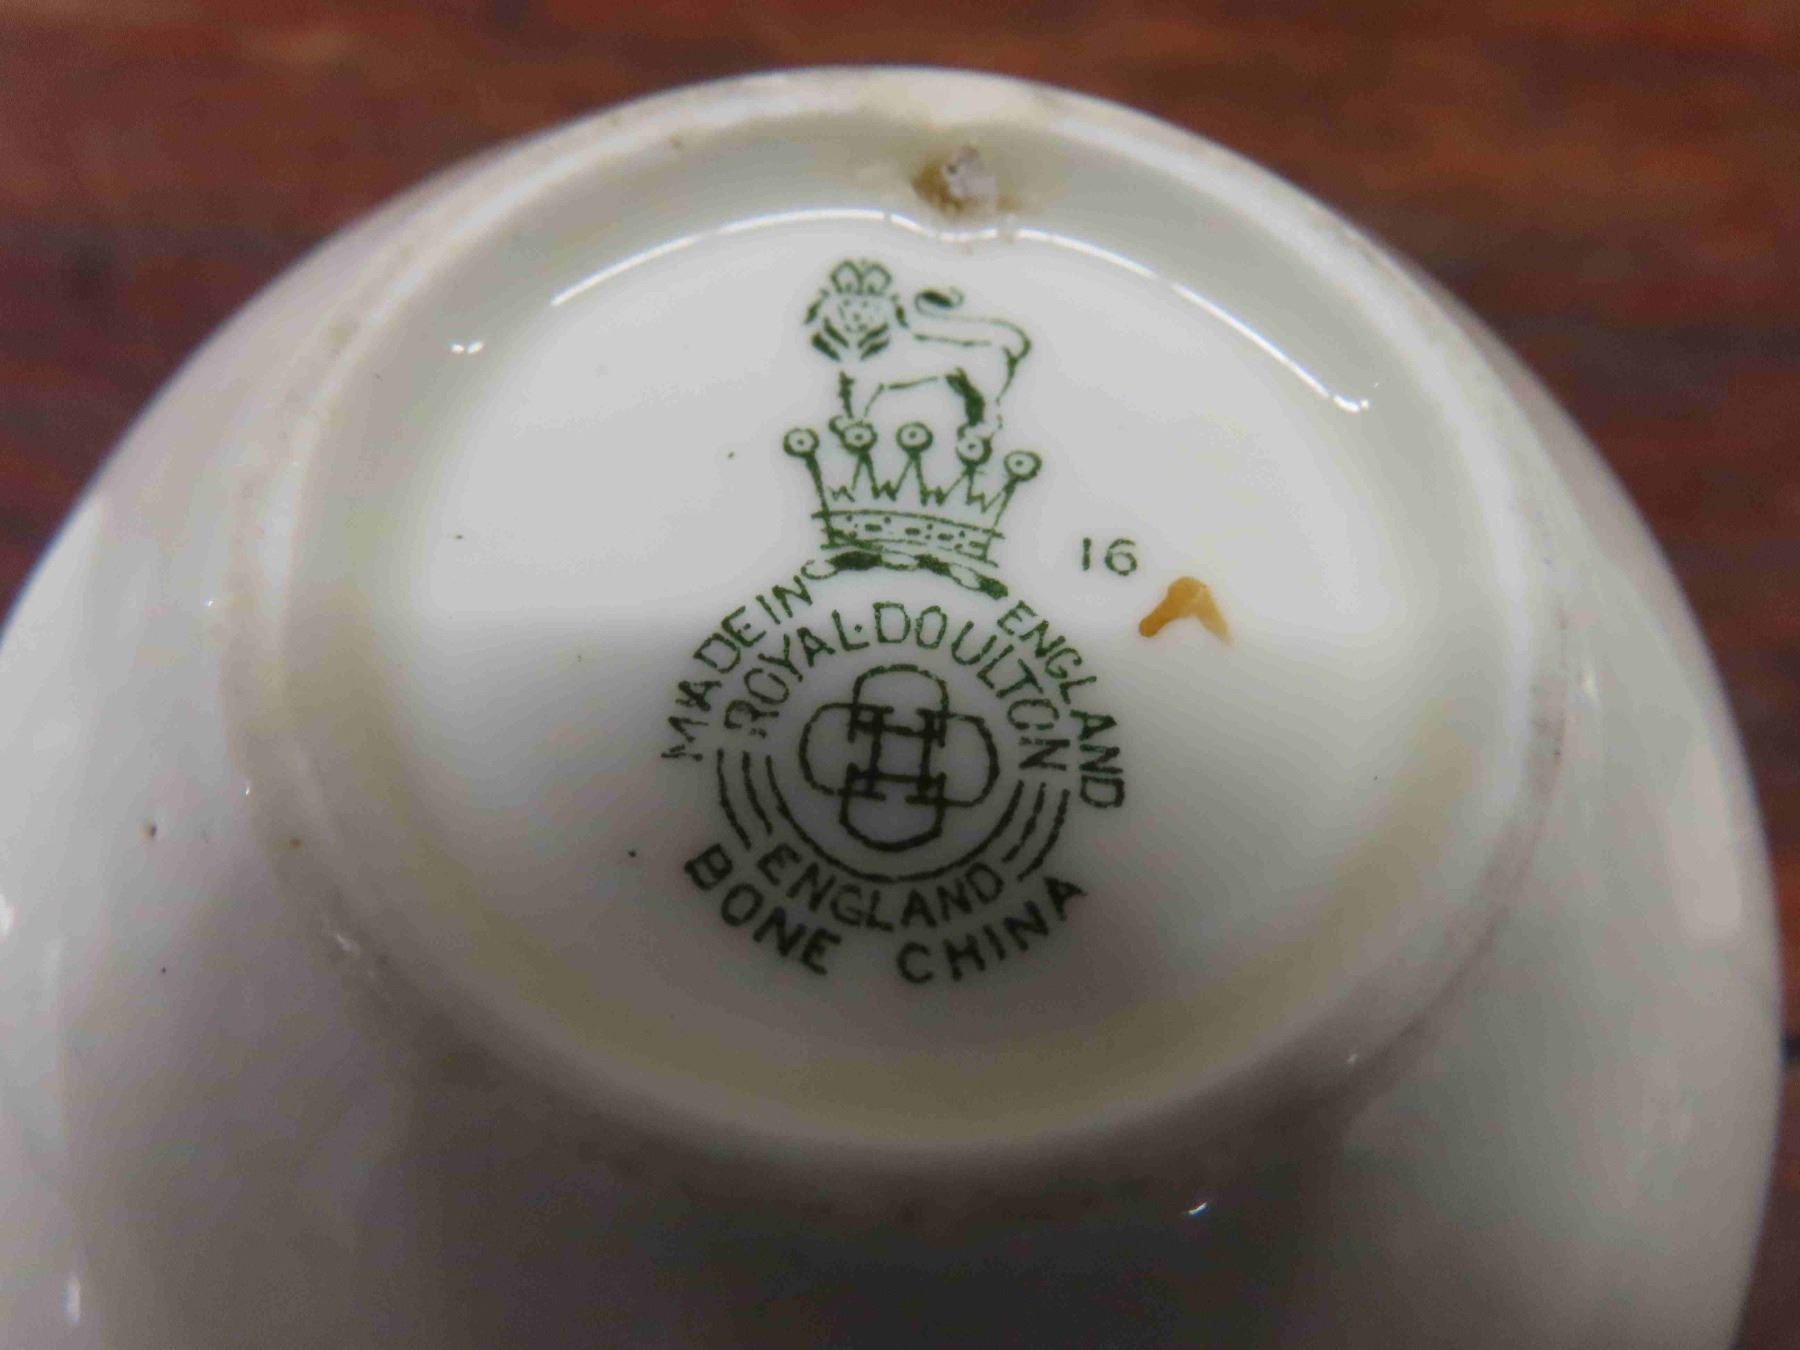 16
MADE IN ENGLAND
ROYAL·DOULTON
ENGLAND
BONE CHINA